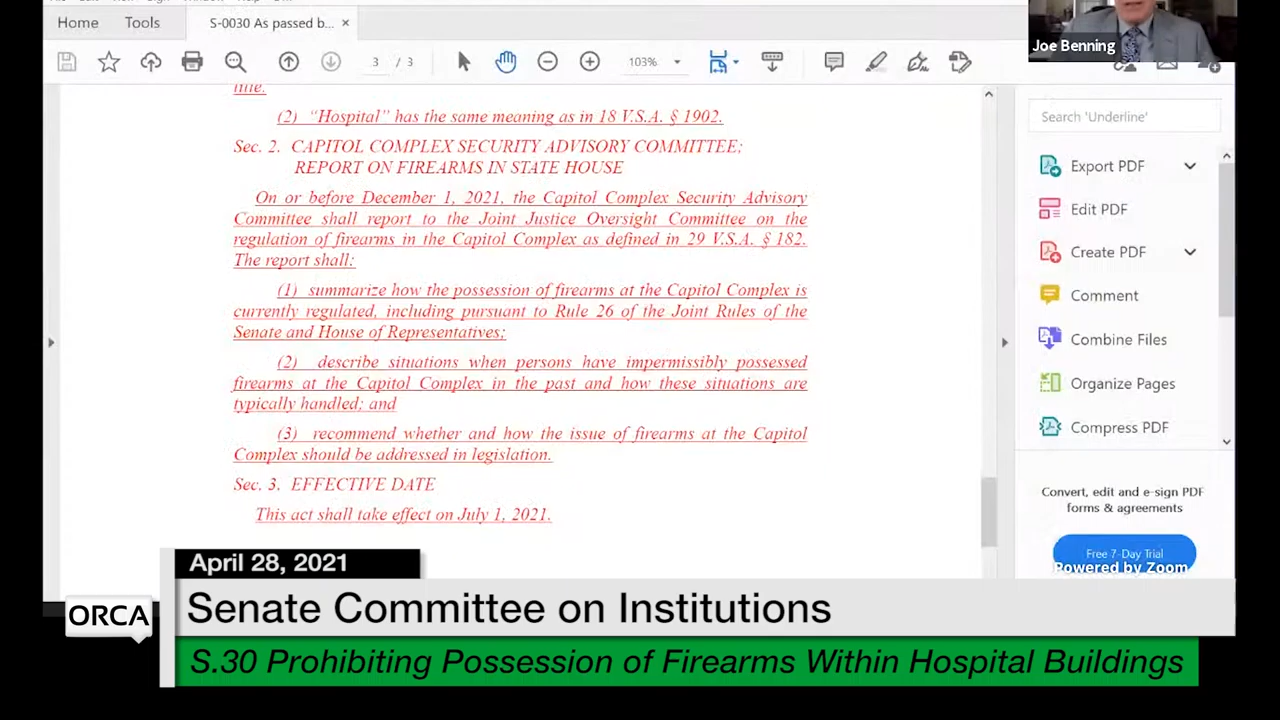 Home
Tools
S-0030 As passed b...
3 / 3
103%
Joe Benning
title.
(2) “Hospital” has the same meaning as in 18 V.S.A. § 1902.
Sec. 2. CAPITOL COMPLEX SECURITY ADVISORY COMMITTEE;
REPORT ON FIREARMS IN STATE HOUSE
On or before December 1, 2021, the Capitol Complex Security Advisory
Committee shall report to the Joint Justice Oversight Committee on the
regulation of firearms in the Capitol Complex as defined in 29 V.S.A. § 182.
The report shall:
(1) summarize how the possession of firearms at the Capitol Complex is
currently regulated, including pursuant to Rule 26 of the Joint Rules of the
Senate and House of Representatives;
(2) describe situations when persons have impermissibly possessed
firearms at the Capitol Complex in the past and how these situations are
typically handled; and
(3) recommend whether and how the issue of firearms at the Capitol
Complex should be addressed in legislation.
Sec. 3. EFFECTIVE DATE
This act shall take effect on July 1, 2021.
Search 'Underline'
Export PDF
Edit PDF
Create PDF
Comment
Combine Files
Organize Pages
Compress PDF
Convert, edit and e-sign PDF
forms & agreements
Free 7-Day Trial
Powered by Zoom
April 28, 2021
ORCA
Senate Committee on Institutions
S.30 Prohibiting Possession of Firearms Within Hospital Buildings